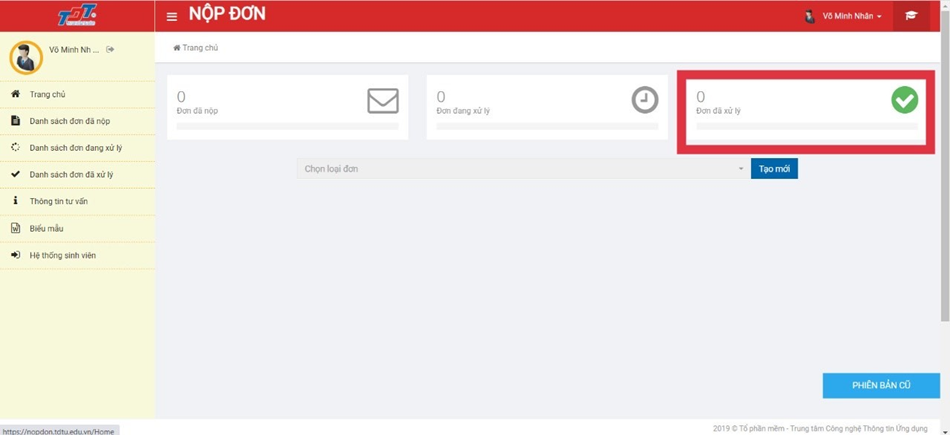 TDT
NỘP ĐƠN
Võ Minh Nhân
Võ Minh Nh ...
Trang chủ
Danh sách đơn đã nộp
Danh sách đơn đang xử lý
Danh sách đơn đã xử lý
Thông tin tư vấn
Biểu mẫu
Hệ thống sinh viên
Trang chủ
0
Đơn đã nộp
0
Đơn đang xử lý
0
Đơn đã xử lý
Chọn loại đơn
Tạo mới
PHIÊN BẢN CŨ
2019 © Tổ phần mềm - Trung tâm Công nghệ Thông tin Ứng dụng
https://nopdon.tdtu.edu.vn/Home